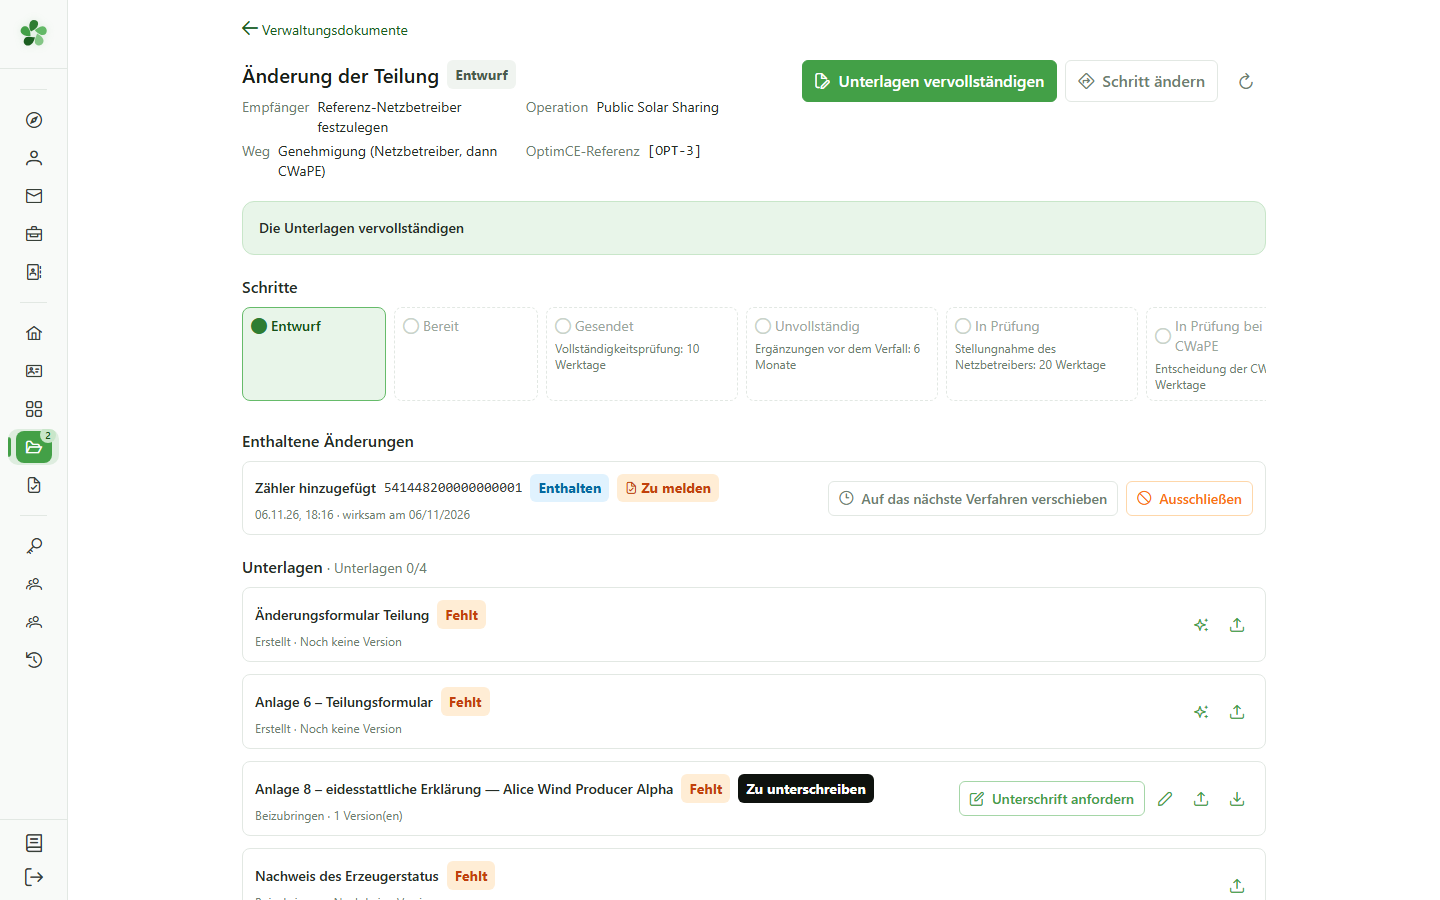 Verwaltungsdokumente
Änderung der Teilung Entwurf
Unterlagen vervollständigen
Schritt ändern
Empfänger Referenz-Netzbetreiber festzulegen
Operation Public Solar Sharing
Weg Genehmigung (Netzbetreiber, dann CWaPE)
OptimCE-Referenz [OPT-3]
Die Unterlagen vervollständigen
Schritte
Entwurf
Bereit
Gesendet
Vollständigkeitsprüfung: 10
Werktage
Unvollständig
Ergänzungen vor dem Verfall: 6
Monate
In Prüfung
Stellungnahme des
Netzbetreibers: 20 Werktage
In Prüfung bei
CWaPE
Entscheidung der CW
Werktage
Enthaltene Änderungen
Zähler hinzugefügt 541448200000000001 Enthalten Zu melden
06.11.26, 18:16 · wirksam am 06/11/2026
Auf das nächste Verfahren verschieben
Ausschließen
2
Unterlagen · Unterlagen 0/4
Änderungsformular Teilung Fehlt
Erstellt · Noch keine Version
Anlage 6 – Teilungsformular Fehlt
Erstellt · Noch keine Version
Anlage 8 – eidesstattliche Erklärung — Alice Wind Producer Alpha Fehlt Zu unterschreiben
Beizubringen · 1 Version(en)
Unterschrift anfordern
Nachweis des Erzeugerstatus Fehlt